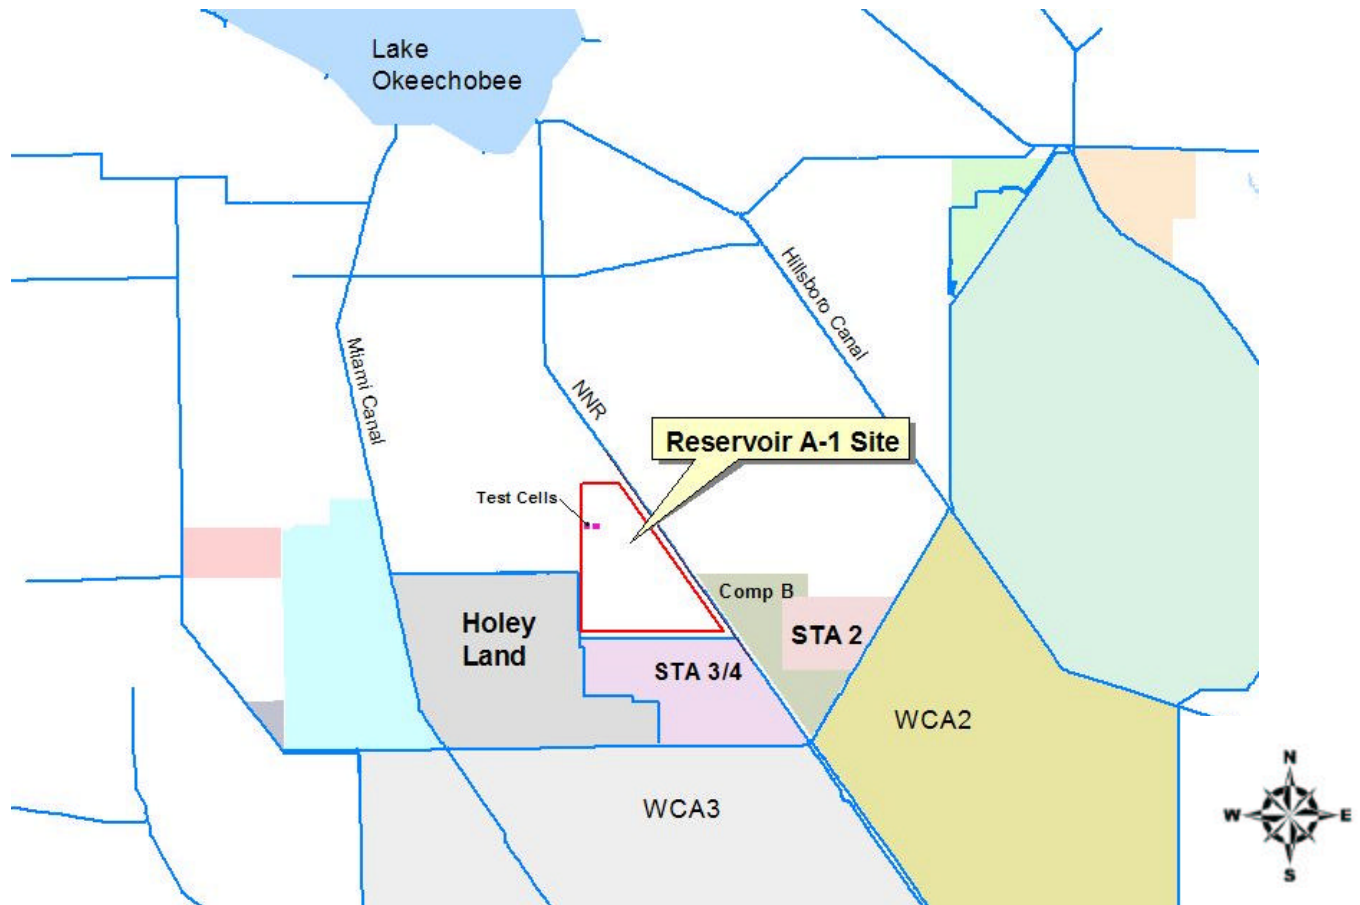 Lake
Okeechobee
Hillsboro Canal
Miami Canal
NNR
Reservoir A-1 Site
Test Cells
Comp B
Holey
Land
STA 2
STA 3/4
WCA2
WCA3
N
W
E
S